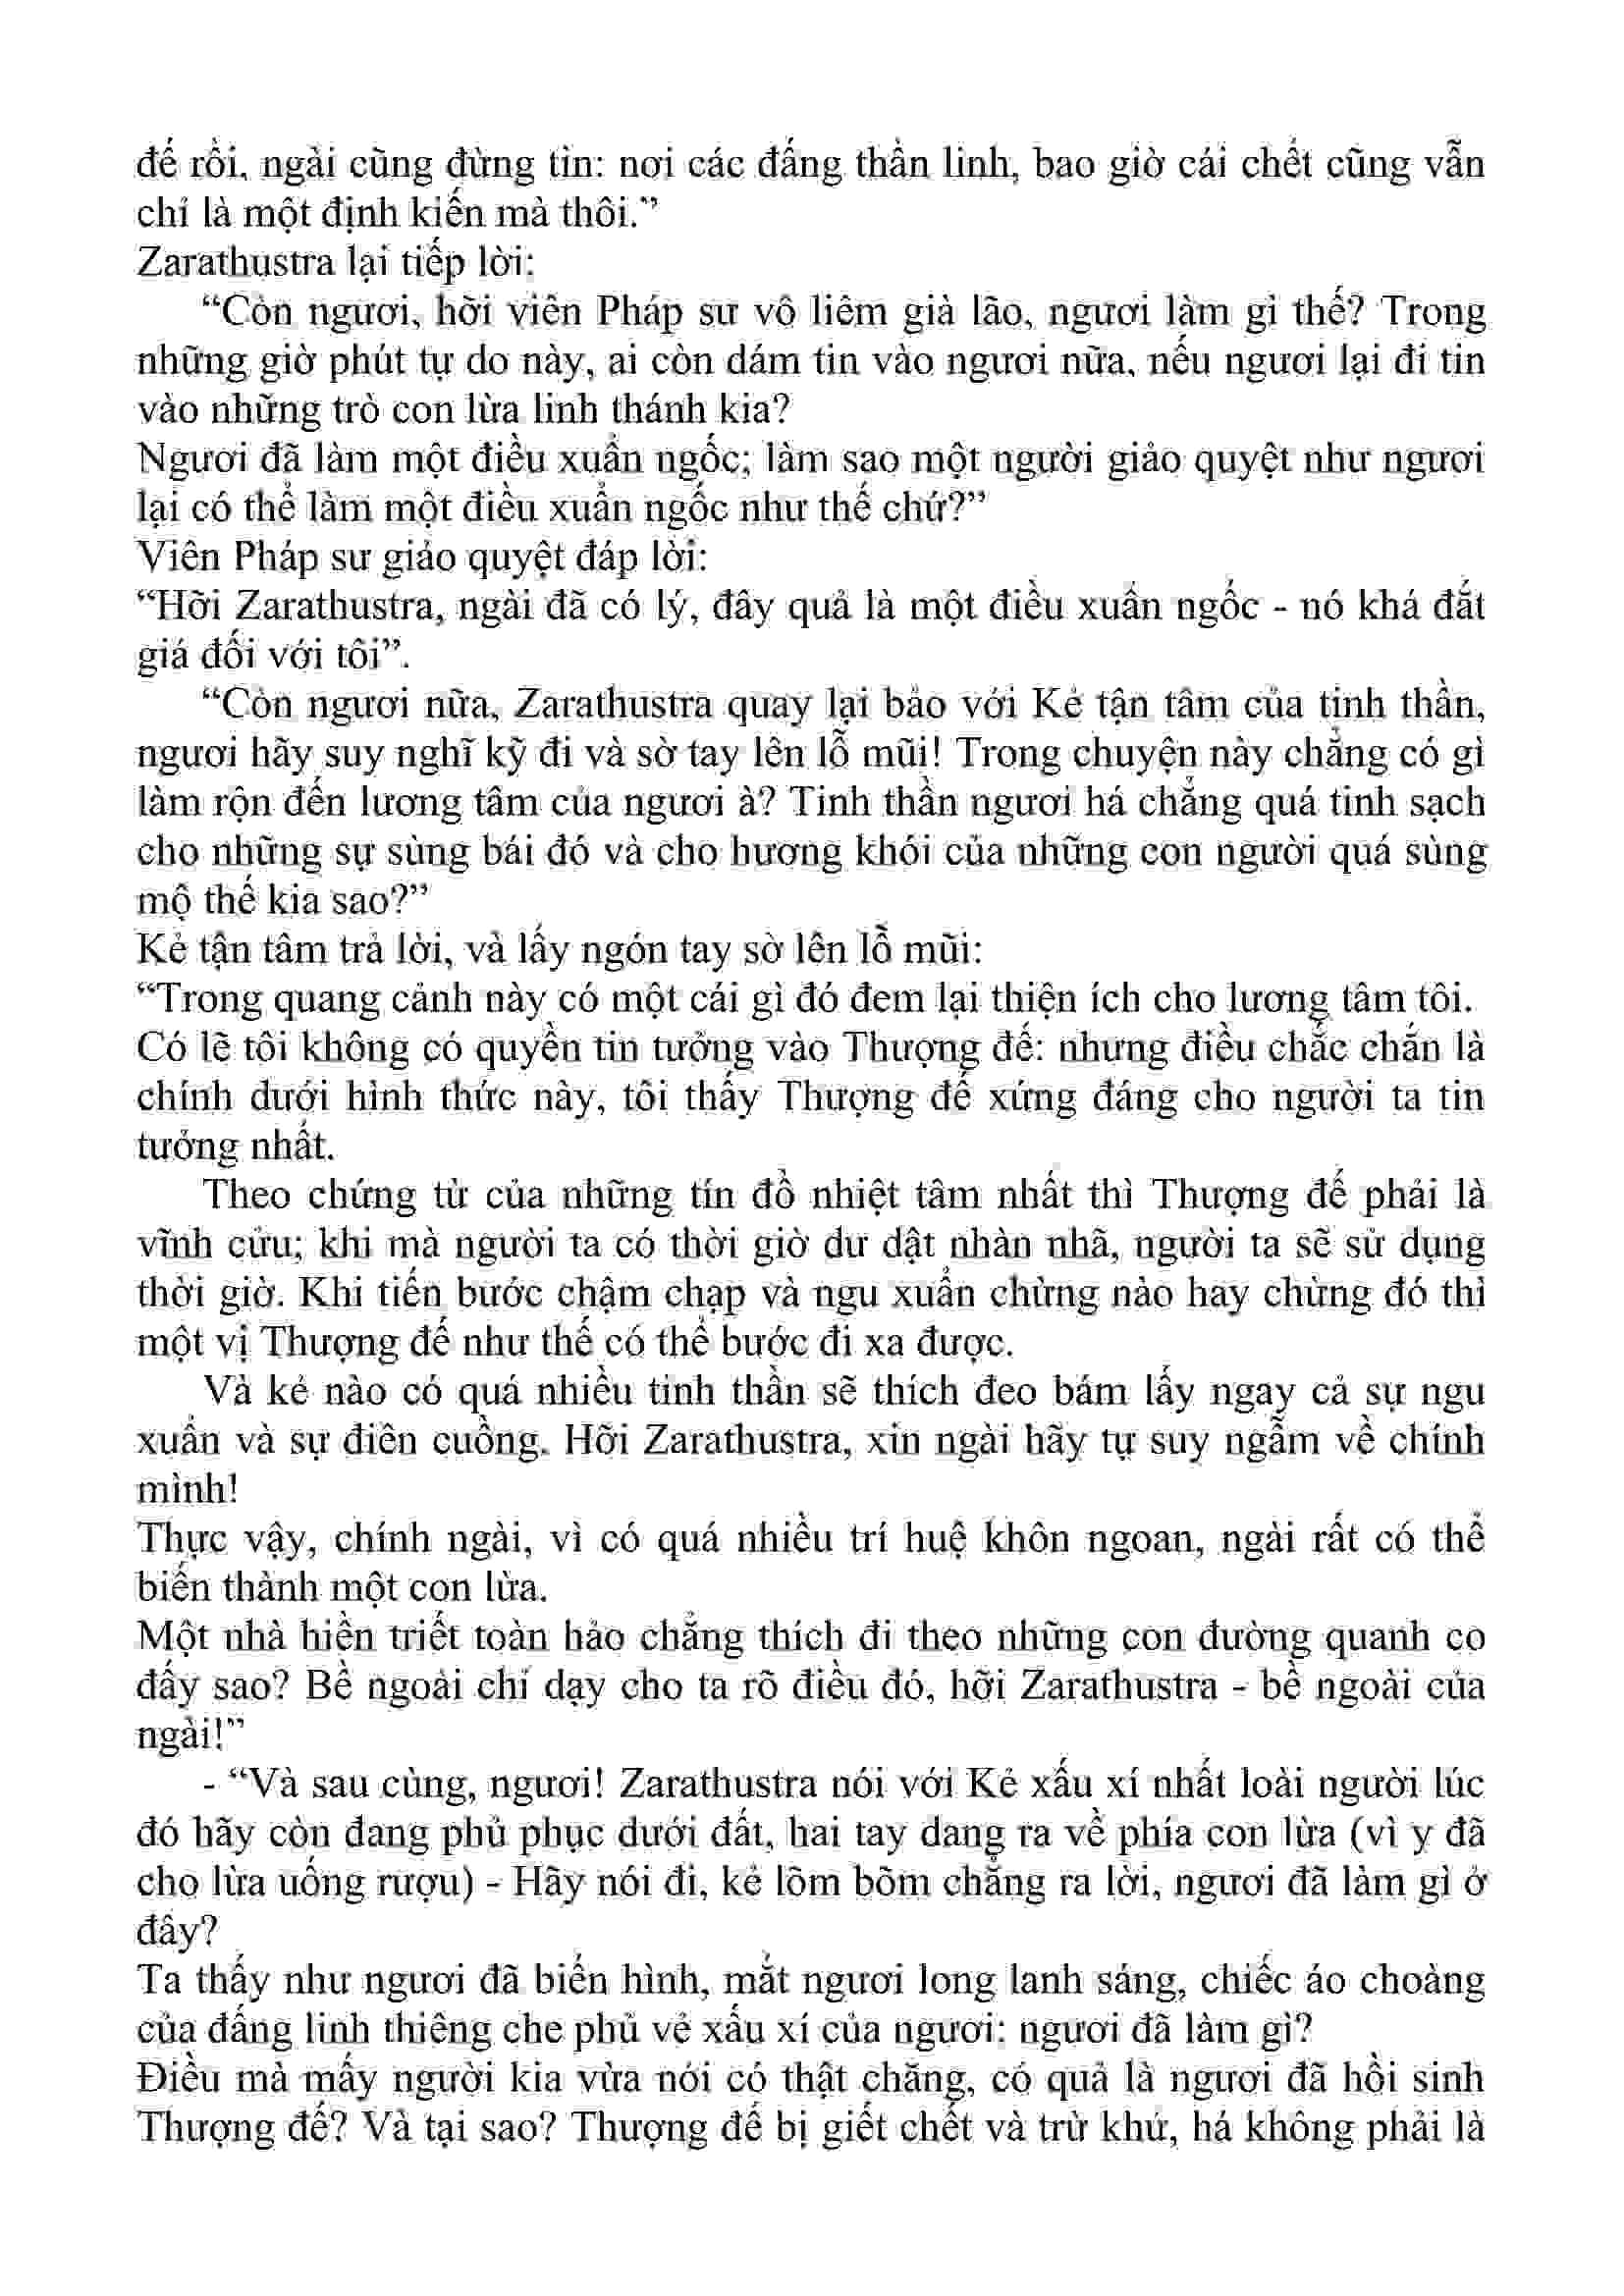 đế rồi, ngài cũng đừng tin: nơi các đấng thần linh, bao giờ cái chết cũng vẫn
chỉ là một định kiến mà thôi.”
Zarathustra lại tiếp lời:
“Còn ngươi, hỡi viên Pháp sư vô liêm già lão, ngươi làm gì thế? Trong
những giờ phút tự do này, ai còn dám tin vào ngươi nữa, nếu ngươi lại đi tin
vào những trò con lừa linh thánh kia?
Ngươi đã làm một điều xuẩn ngốc; làm sao một người giảo quyệt như ngươi
lại có thể làm một điều xuẩn ngốc như thế chứ?”
Viên Pháp sư giảo quyệt đáp lời:
“Hỡi Zarathustra, ngài đã có lý, đây quả là một điều xuẩn ngốc - nó khá đắt
giá đối với tôi”.
“Còn ngươi nữa, Zarathustra quay lại bảo với Kẻ tận tâm của tinh thần,
ngươi hãy suy nghĩ kỹ đi và sờ tay lên lỗ mũi! Trong chuyện này chẳng có gì
làm rộn đến lương tâm của ngươi à? Tinh thần ngươi há chẳng quá tinh sạch
cho những sự sùng bái đó và cho hương khói của những con người quá sùng
mộ thế kia sao?”
Kẻ tận tâm trả lời, và lấy ngón tay sờ lên lỗ mũi:
“Trong quang cảnh này có một cái gì đó đem lại thiện ích cho lương tâm tôi.
Có lẽ tôi không có quyền tin tưởng vào Thượng đế: nhưng điều chắc chắn là
chính dưới hình thức này, tôi thấy Thượng đế xứng đáng cho người ta tin
tưởng nhất.
Theo chứng từ của những tín đồ nhiệt tâm nhất thì Thượng đế phải là
vĩnh cửu; khi mà người ta có thời giờ dư dật nhàn nhã, người ta sẽ sử dụng
thời giờ. Khi tiến bước chậm chạp và ngu xuẩn chừng nào hay chừng đó thì
một vị Thượng đế như thế có thể bước đi xa được.
Và kẻ nào có quá nhiều tinh thần sẽ thích đeo bám lấy ngay cả sự ngu
xuẩn và sự điên cuồng. Hỡi Zarathustra, xin ngài hãy tự suy ngẫm về chính
mình!
Thực vậy, chính ngài, vì có quá nhiều trí huệ khôn ngoan, ngài rất có thể
biến thành một con lừa.
Một nhà hiền triết toàn hảo chẳng thích đi theo những con đường quanh co
đấy sao? Bề ngoài chỉ dạy cho ta rõ điều đó, hỡi Zarathustra - bề ngoài của
ngài!”
- “Và sau cùng, ngươi! Zarathustra nói với Kẻ xấu xí nhất loài người lúc
đó hãy còn đang phủ phục dưới đất, hai tay dang ra về phía con lừa (vì y đã
cho lừa uống rượu) - Hãy nói đi, kẻ lõm bõm chẳng ra lời, ngươi đã làm gì ở
đây?
Ta thấy như ngươi đã biến hình, mắt ngươi long lanh sáng, chiếc áo choàng
của đấng linh thiêng che phủ vẻ xấu xí của ngươi: ngươi đã làm gì?
Điều mà mấy người kia vừa nói có thật chăng, có quả là ngươi đã hồi sinh
Thượng đế? Và tại sao? Thượng đế bị giết chết và trừ khử, há không phải là